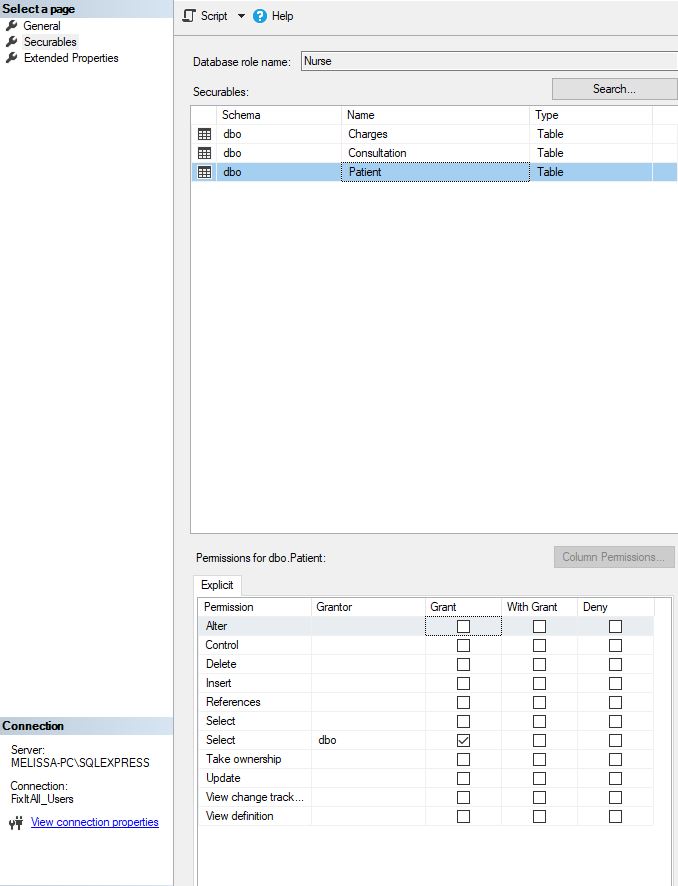 Select a page
General
Securables
Extended Properties
Script Help
Database role name: Nurse
Securables: Search...
Schema Name Type
dbo Charges Table
dbo Consultation Table
dbo Patient Table
Permissions for dbo.Patient: Column Permissions...
Explicit
Permission Grantor Grant With Grant Deny
Alter
Control
Delete
Insert
References
Select
Select dbo
Take ownership
Update
View change track...
View definition
Connection
Server:
MELISSA-PC\SQLEXPRESS
Connection:
FixItAll_Users
View connection properties